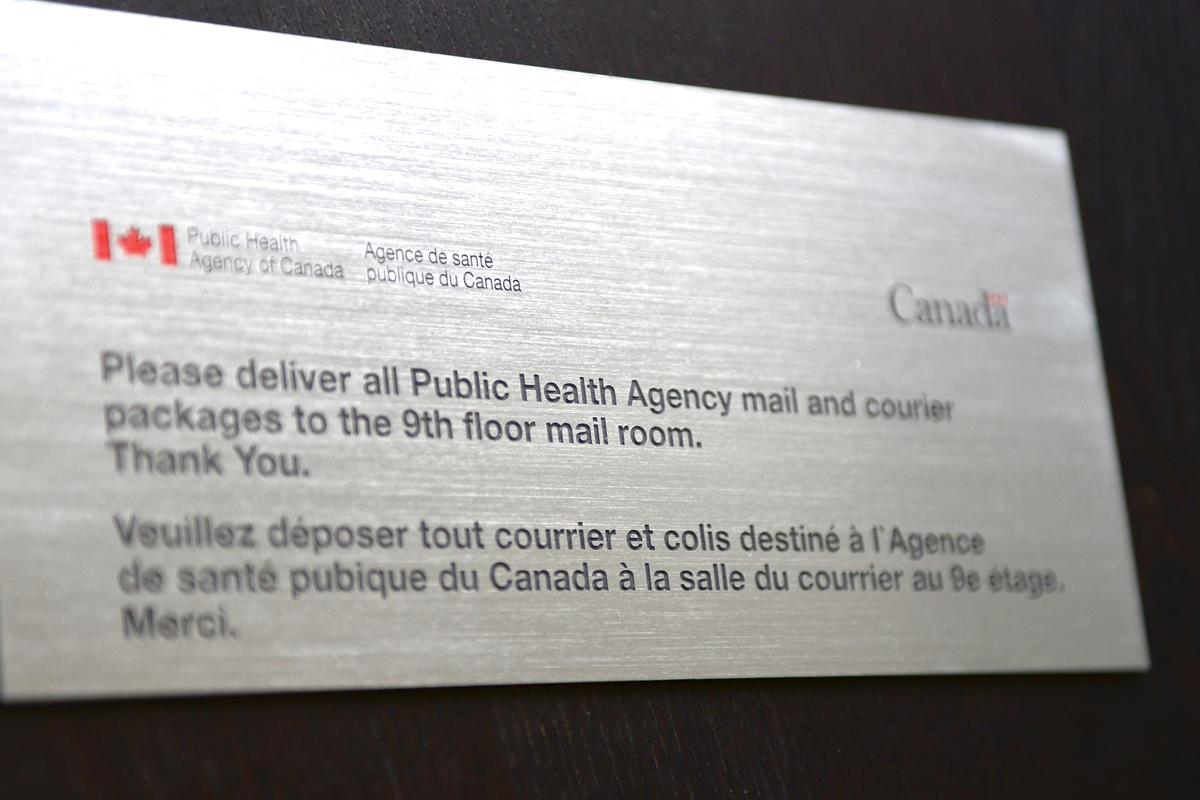 Public Health
Agency of Canada
Agence de santé
publique du Canada
Canada
Please deliver all Public Health Agency mail and courier
packages to the 9th floor mail room.
Thank You.
Veuillez déposer tout courrier et colis destiné à l'Agence
de santé pubique du Canada à la salle du courrier au 9e étage.
Merci.